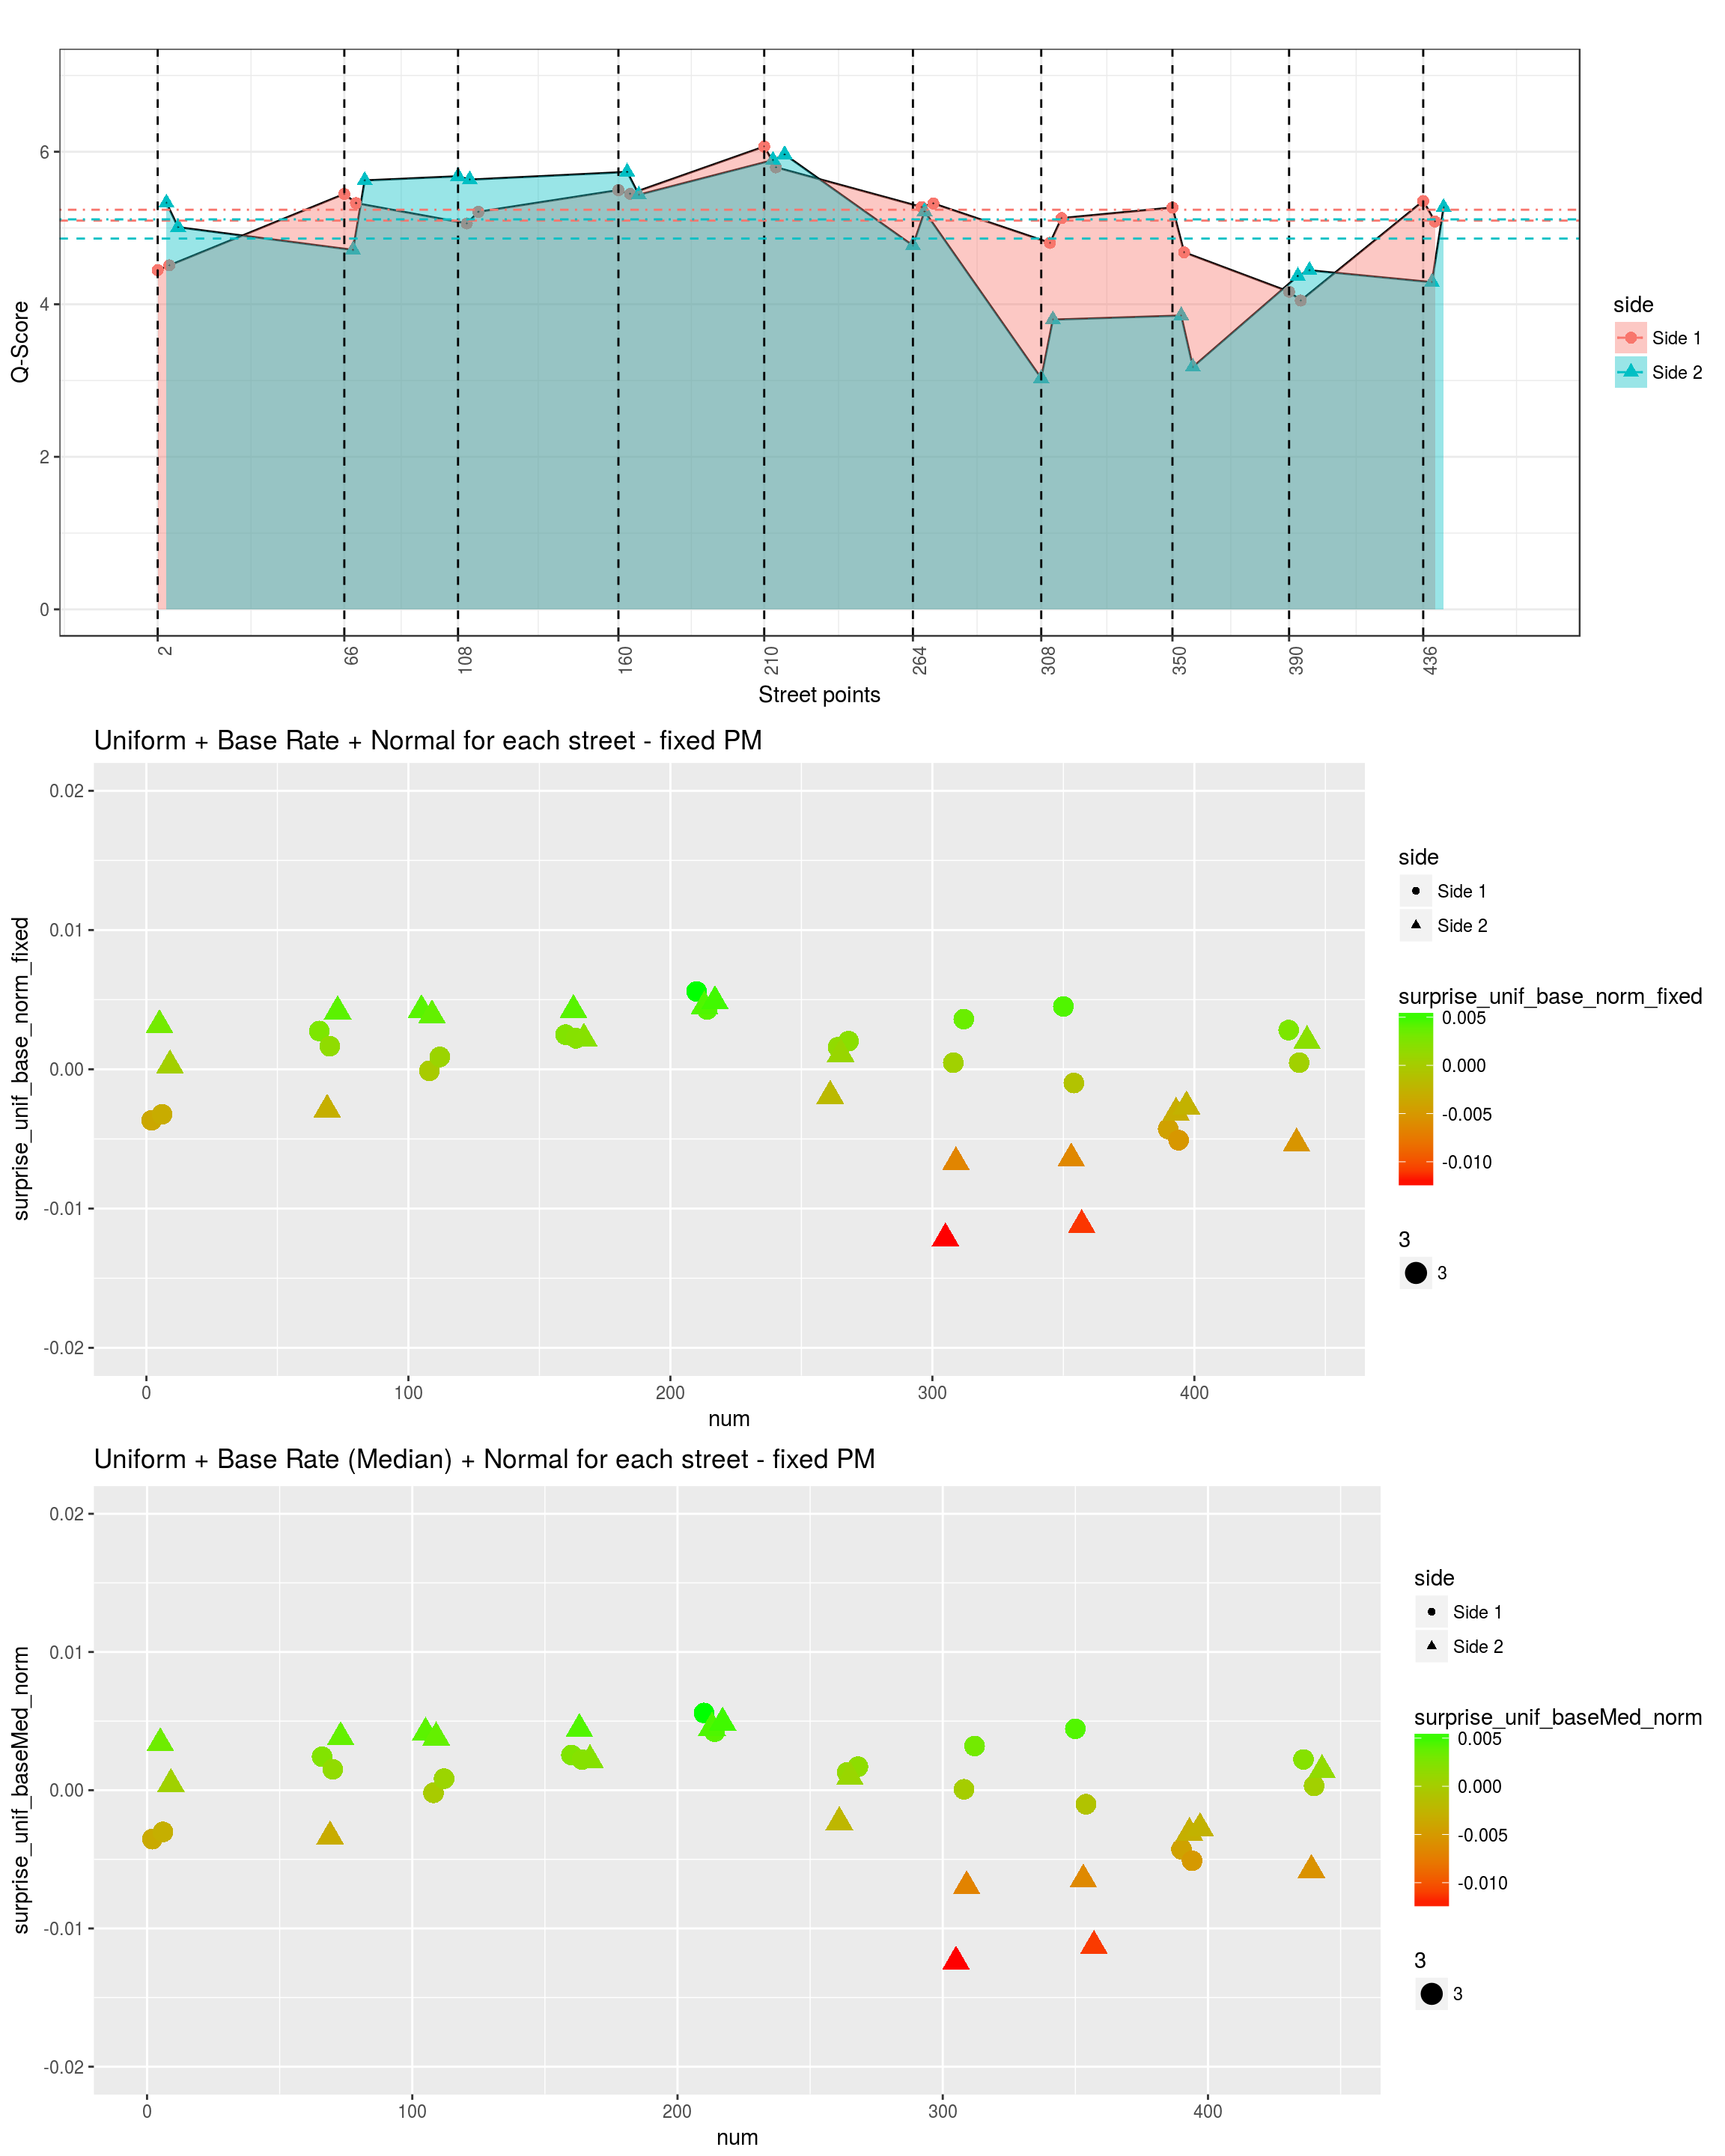 6
4
2
0
Q-Score
2
66
108
160
210
264
308
350
390
436
Street points
side
Side 1
Side 2
Uniform + Base Rate + Normal for each street - fixed PM
0.02
0.01
0.00
-0.01
-0.02
surprise_unif_base_norm_fixed
0
100
200
300
400
num
side
Side 1
Side 2
surprise_unif_base_norm_fixed
0.005
0.000
-0.005
-0.010
3
3
Uniform + Base Rate (Median) + Normal for each street - fixed PM
0.02
0.01
0.00
-0.01
-0.02
surprise_unif_baseMed_norm
0
100
200
300
400
num
side
Side 1
Side 2
surprise_unif_baseMed_norm
0.005
0.000
-0.005
-0.010
3
3